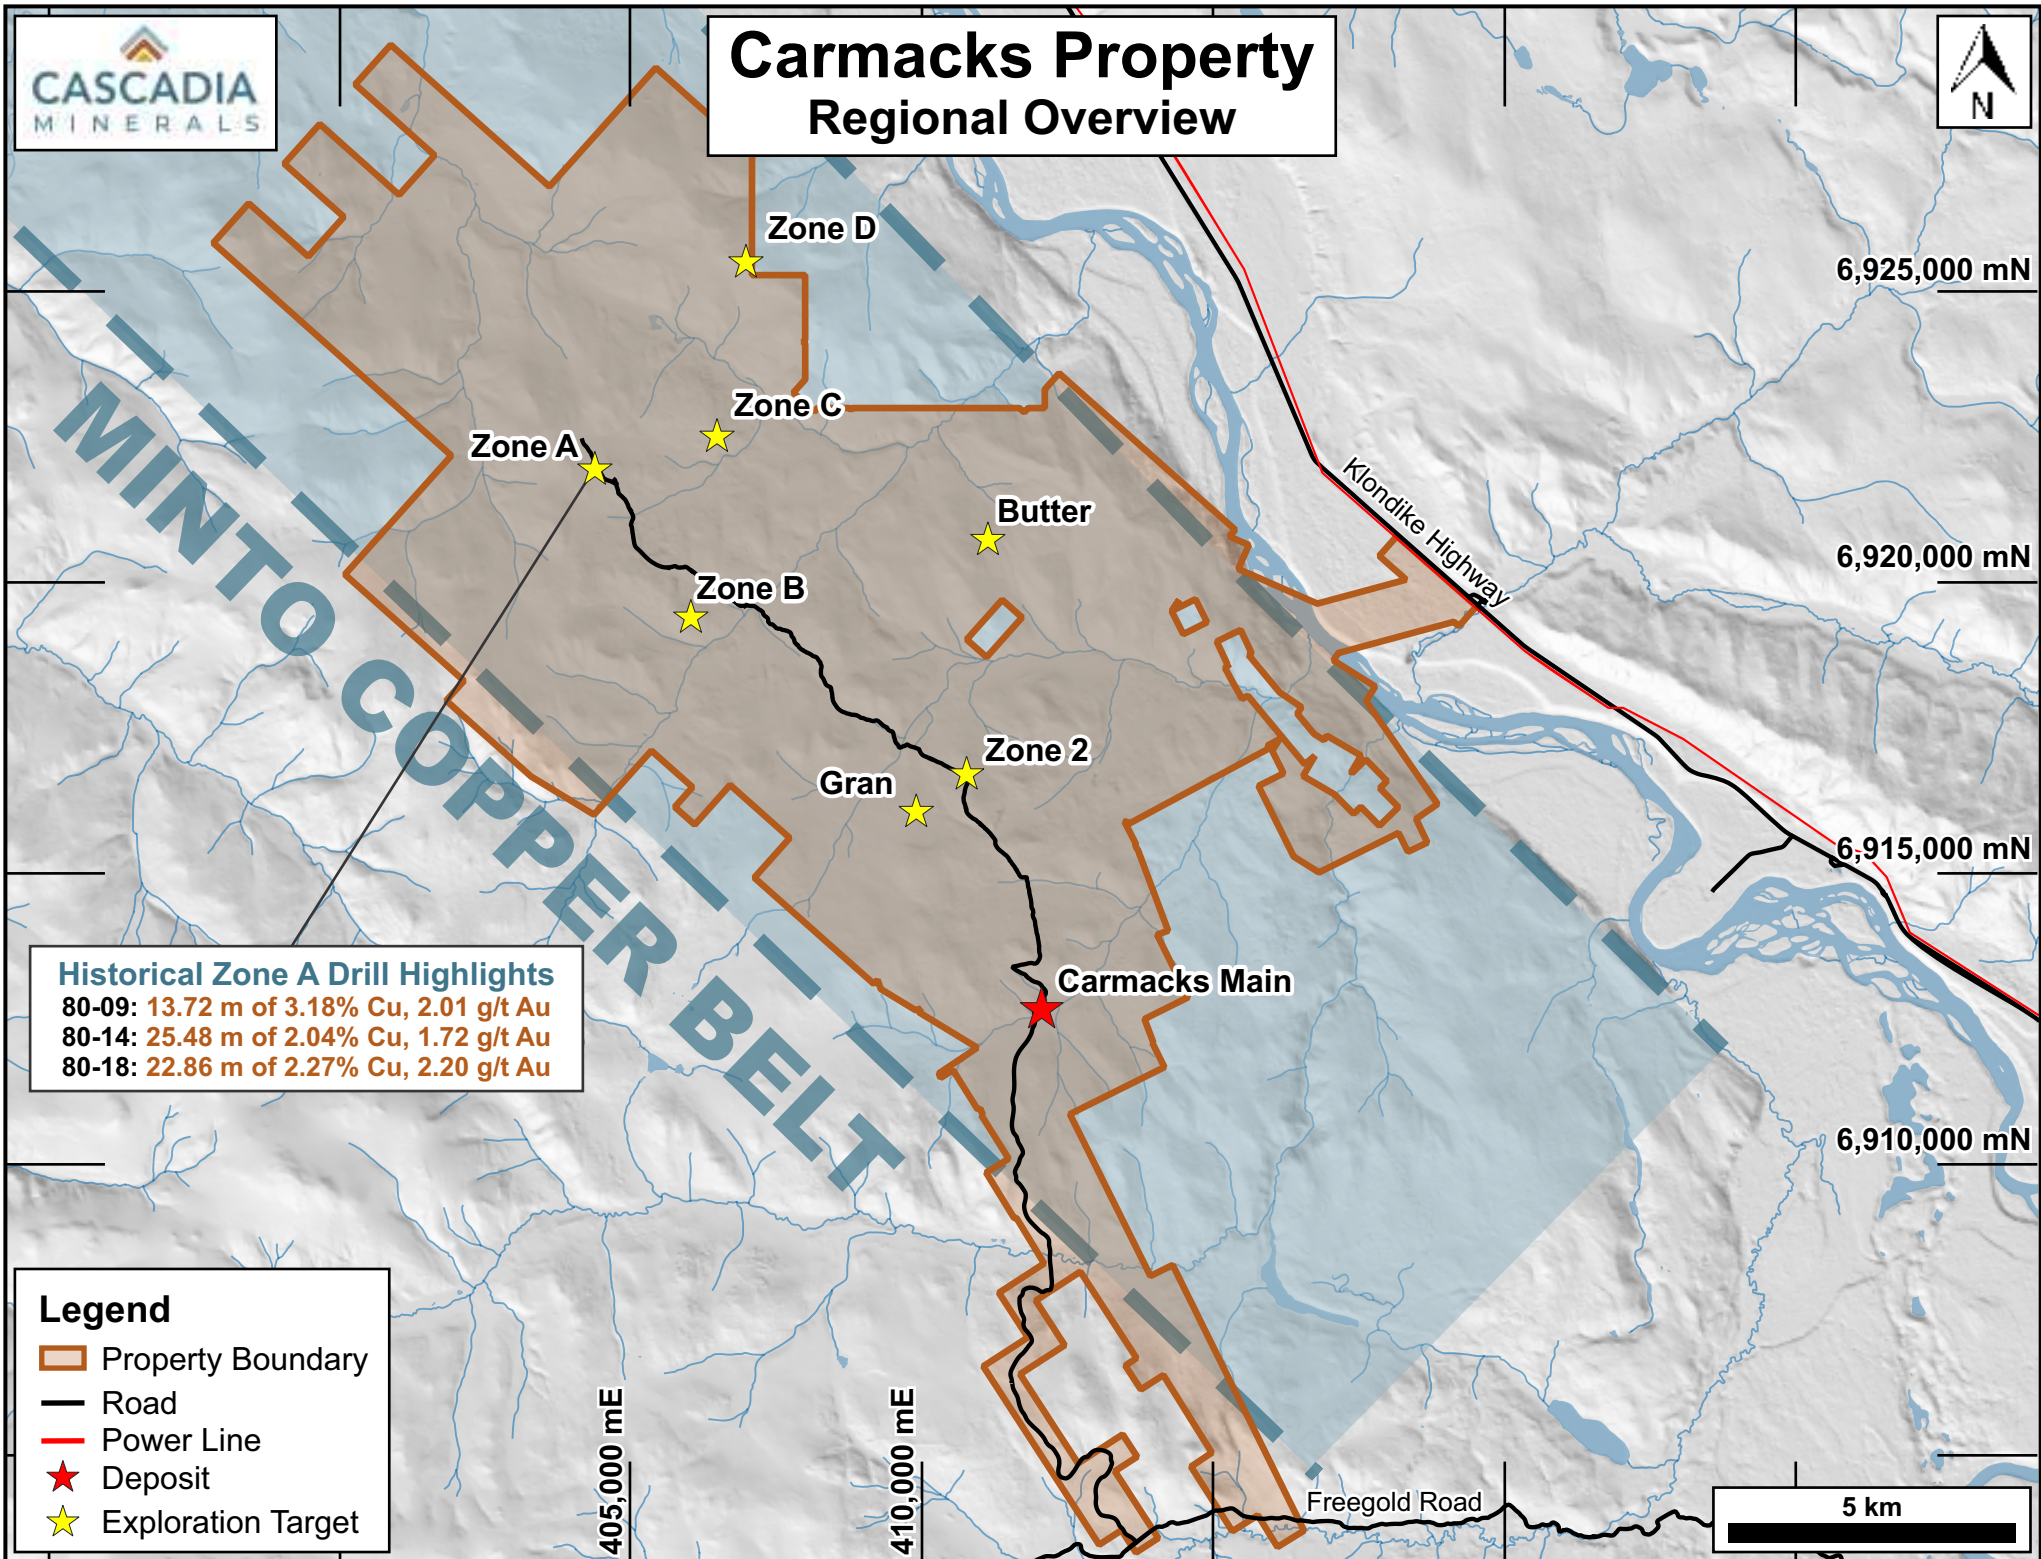 CASCADIA
MINERALS
Carmacks Property
Regional Overview
N
Zone D
6,925,000 mN
Zone C
Zone A
Klondike Highway
Butter
6,920,000 mN
Zone B
MINTO COPPER BELT
Zone 2
Gran
6,915,000 mN
Carmacks Main
Historical Zone A Drill Highlights
80-09: 13.72 m of 3.18% Cu, 2.01 g/t Au
80-14: 25.48 m of 2.04% Cu, 1.72 g/t Au
80-18: 22.86 m of 2.27% Cu, 2.20 g/t Au
6,910,000 mN
Legend
Property Boundary
Road
Power Line
Deposit
Exploration Target
405,000 mE
410,000 mE
Freegold Road
5 km